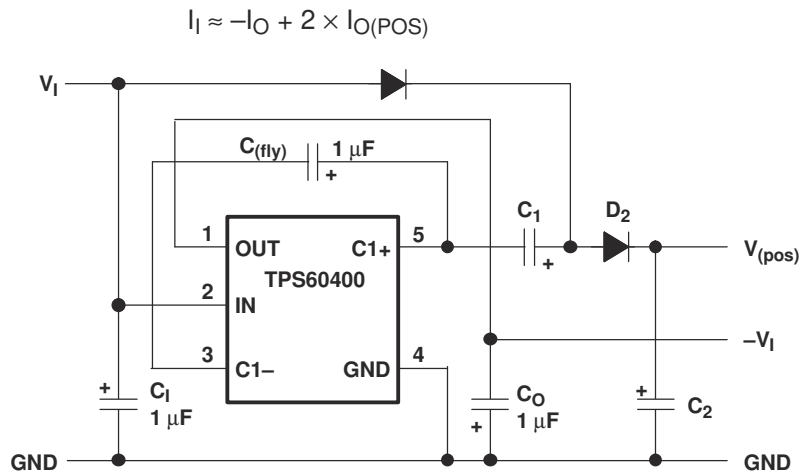 I_I ≈ –I_O + 2 × I_O(POS)
V_I
C_(fly) 1 μF
+
C_1 D_2
1 OUT C1+ 5
+
V_(pos)
TPS60400
2 IN
–V_I
3 C1– GND 4
+ C_I
1 μF
C_O
+ 1 μF
+ C_2
GND GND